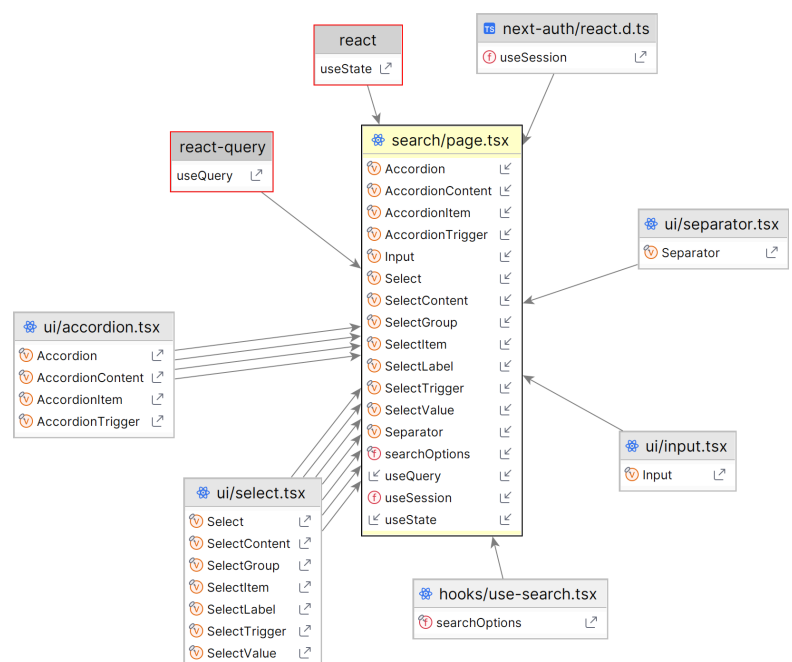 react
useState
TS next-auth/react.d.ts
f useSession
react-query
useQuery
search/page.tsx
V Accordion
V AccordionContent
V AccordionItem
V AccordionTrigger
V Input
V Select
V SelectContent
V SelectGroup
V SelectItem
V SelectLabel
V SelectTrigger
V SelectValue
V Separator
f searchOptions
useQuery
f useSession
useState
ui/separator.tsx
V Separator
ui/accordion.tsx
V Accordion
V AccordionContent
V AccordionItem
V AccordionTrigger
ui/input.tsx
V Input
ui/select.tsx
V Select
V SelectContent
V SelectGroup
V SelectItem
V SelectLabel
V SelectTrigger
V SelectValue
hooks/use-search.tsx
f searchOptions